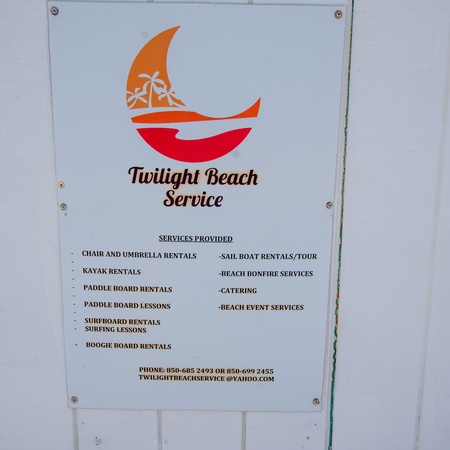 Twilight Beach
Service
SERVICES PROVIDED
- CHAIR AND UMBRELLA RENTALS
- KAYAK RENTALS
- PADDLE BOARD RENTALS
- PADDLE BOARD LESSONS
- SURFBOARD RENTALS
- SURFING LESSONS
- BOOGIE BOARD RENTALS
-SAIL BOAT RENTALS/TOUR
-BEACH BONFIRE SERVICES
-CATERING
-BEACH EVENT SERVICES
PHONE: 850-685 2493 OR 850-699 2455
TWILIGHTBEACHSERVICE @YAHOO.COM